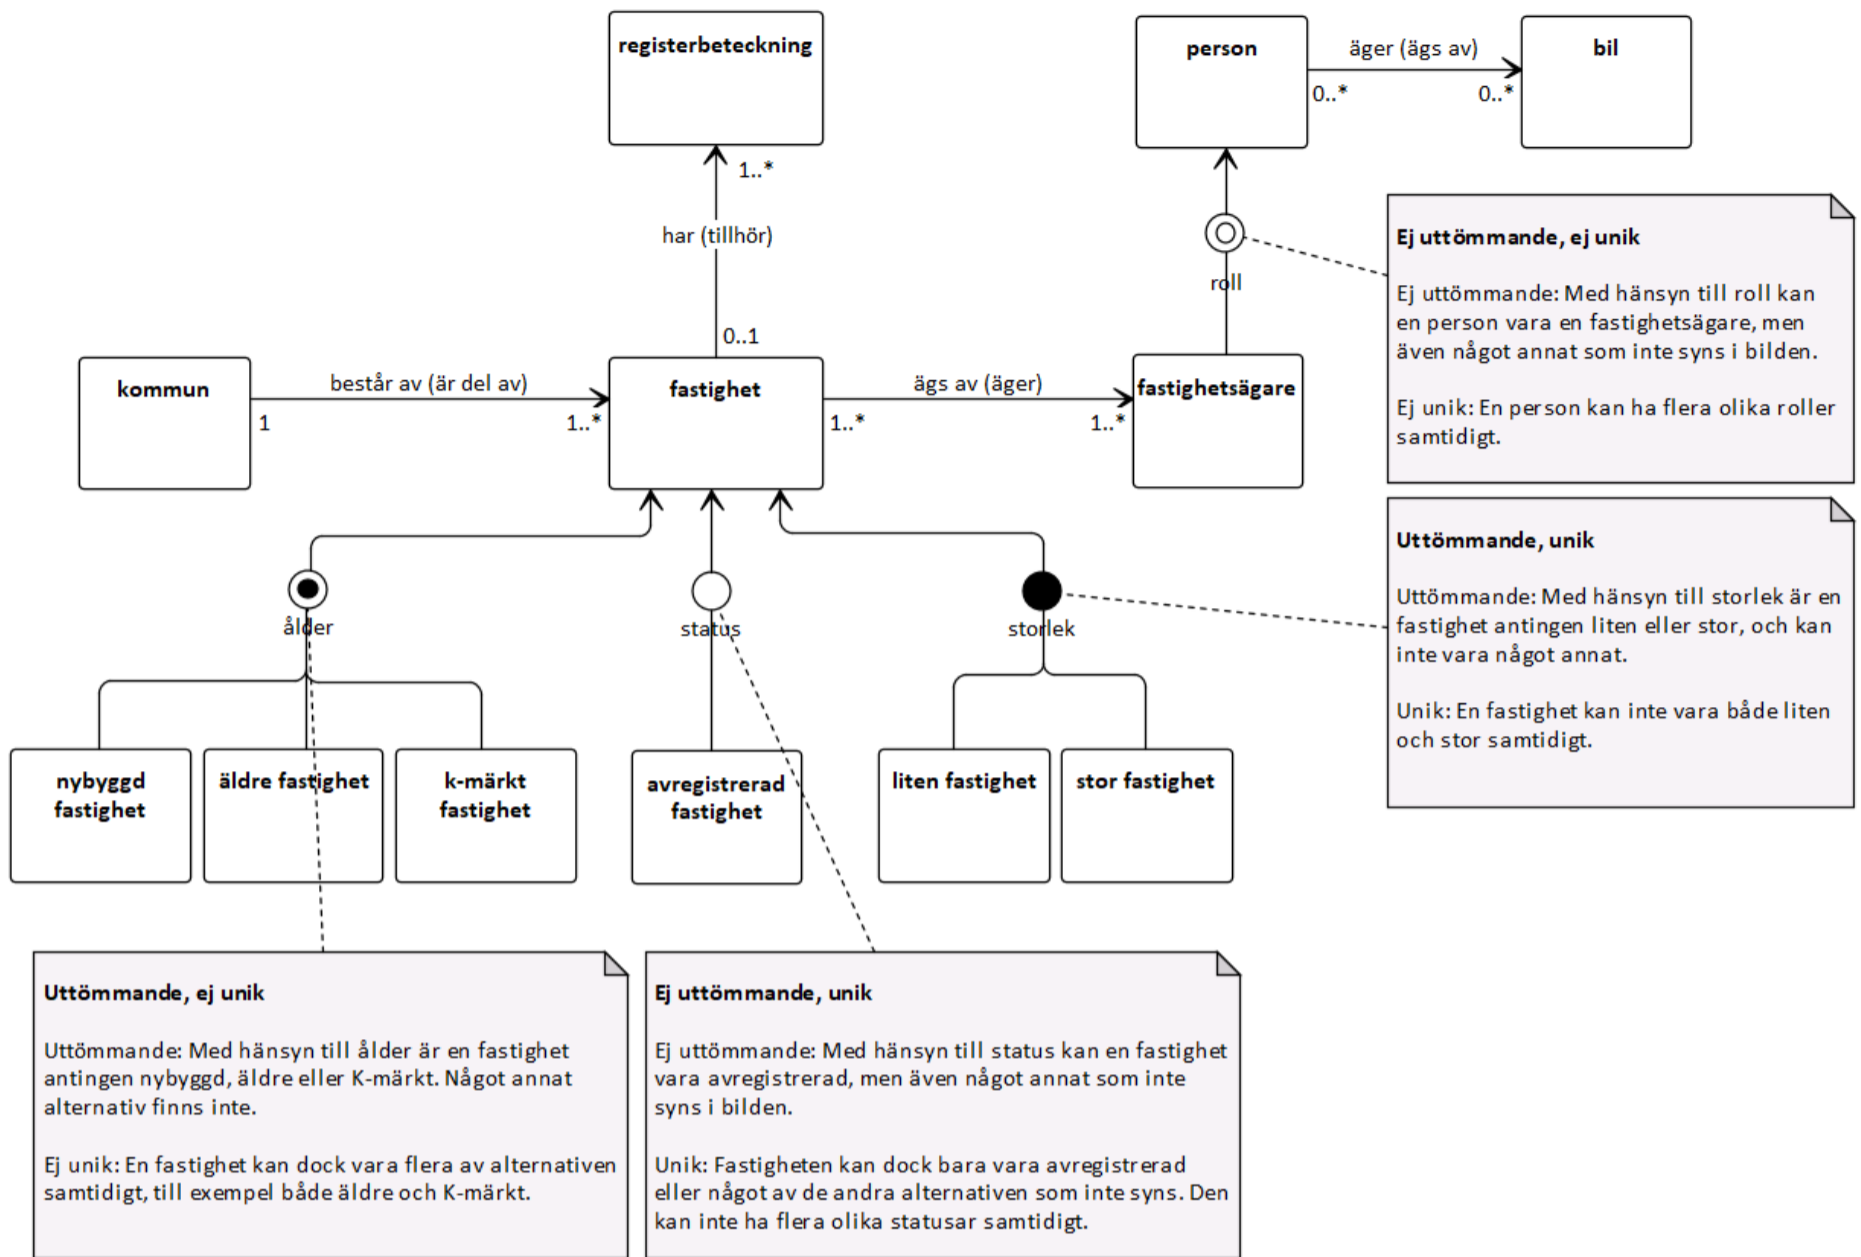 registerbeteckning
person
äger (ägs av)
bil
0..*
0..*
1..*
har (tillhör)
roll
0..1
Ej uttömmande, ej unik
Ej uttömmande: Med hänsyn till roll kan
en person vara en fastighetsägare, men
även något annat som inte syns i bilden.
Ej unik: En person kan ha flera olika roller
samtidigt.
kommun
består av (är del av)
1
1..*
fastighet
ägs av (äger)
1..*
1..*
fastighetsägare
Uttömmande, unik
Uttömmande: Med hänsyn till storlek är en
fastighet antingen liten eller stor, och kan
inte vara något annat.
Unik: En fastighet kan inte vara både liten
och stor samtidigt.
ålder
status
storlek
nybyggd
fastighet
äldre fastighet
k-märkt
fastighet
avregistrerad
fastighet
liten fastighet
stor fastighet
Uttömmande, ej unik
Uttömmande: Med hänsyn till ålder är en fastighet
antingen nybyggd, äldre eller K-märkt. Något annat
alternativ finns inte.
Ej unik: En fastighet kan dock vara flera av alternativen
samtidigt, till exempel både äldre och K-märkt.
Ej uttömmande, unik
Ej uttömmande: Med hänsyn till status kan en fastighet
vara avregistrerad, men även något annat som inte
syns i bilden.
Unik: Fastigheten kan dock bara vara avregistrerad
eller något av de andra alternativen som inte syns. Den
kan inte ha flera olika statusar samtidigt.